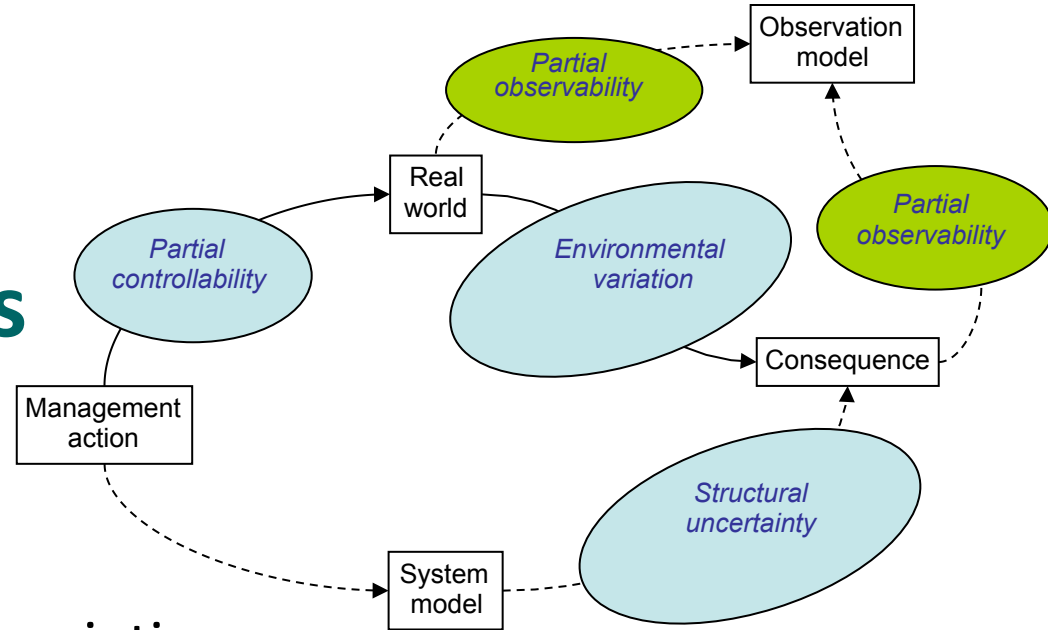 Observation
model
Partial
observability
Real
world
Partial
observability
Partial
controllability
Environmental
variation
s
Consequence
Management
action
Structural
uncertainty
System
model